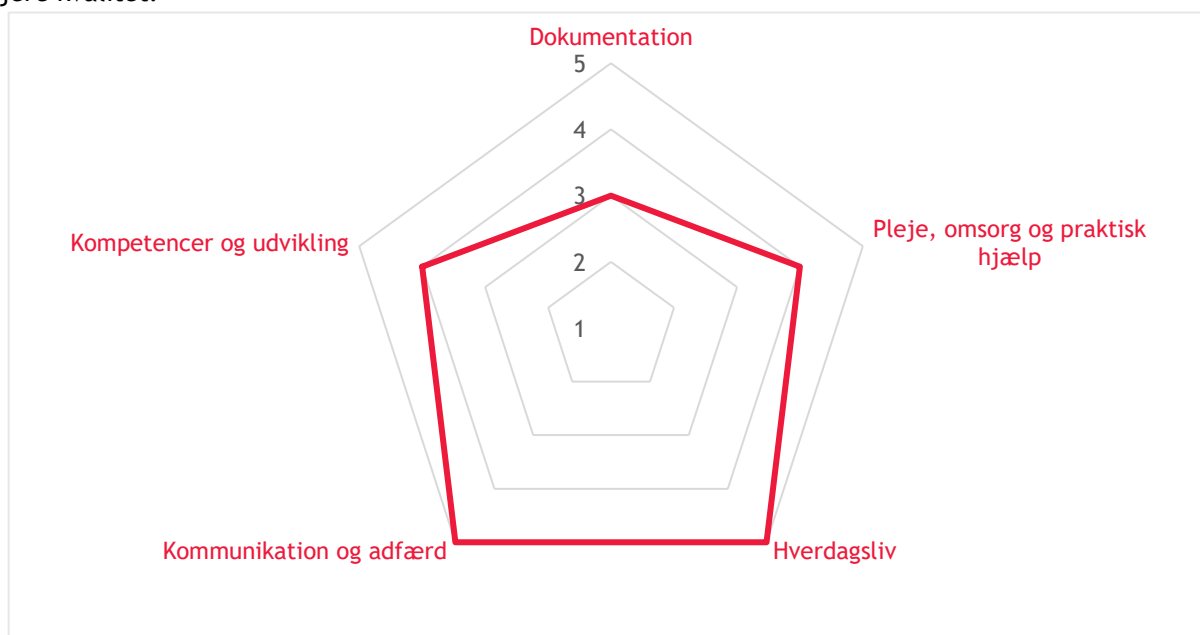 Dokumentation
5
4
3
2
1
Pleje, omsorg og praktisk
hjælp
Kompetencer og udvikling
Kommunikation og adfærd
Hverdagsliv